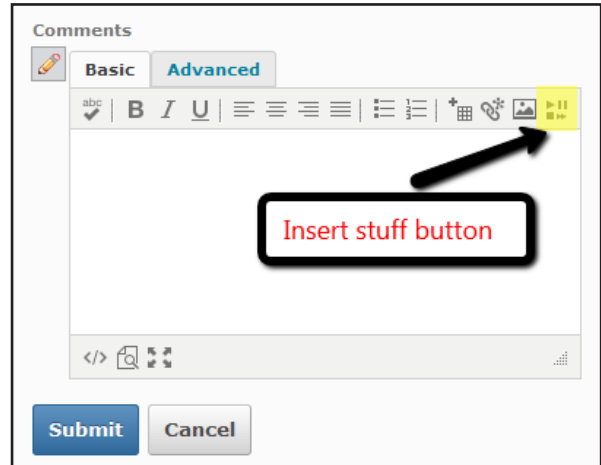 Comments
Basic Advanced
abc B I U
Insert stuff button
</>
Submit Cancel